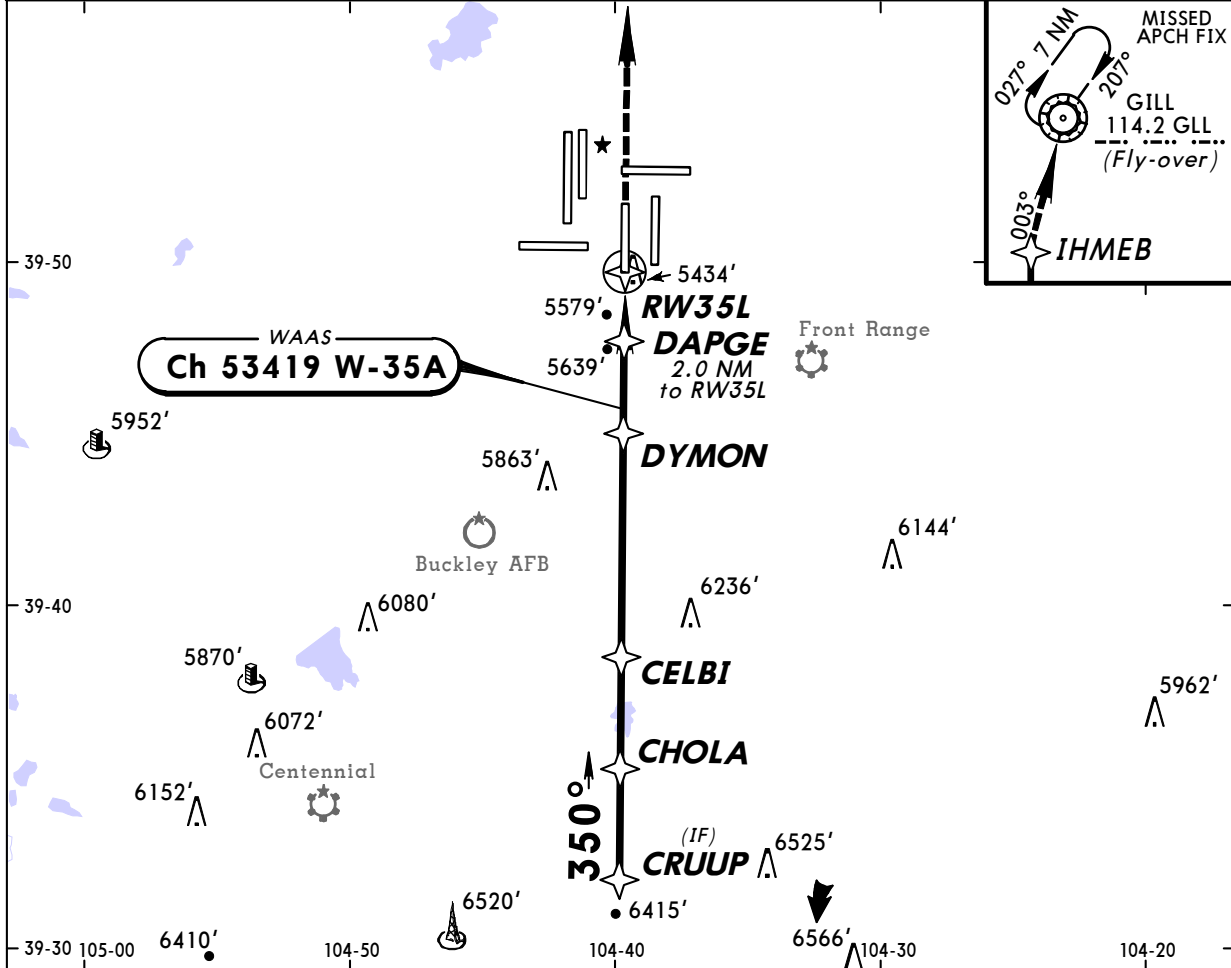 MISSED
APCH FIX
027° 7 NM
207°
GILL
114.2 GLL
(Fly-over)
003°
IHMEB
39-50
5434'
5579'
RW35L
DAPGE
2.0 NM
to RW35L
5639'
Front Range
WAAS
Ch 53419 W-35A
5952'
DYMON
5863'
Buckley AFB
6144'
6236'
39-40
6080'
5870'
CELBI
5962'
6072'
CHOLA
Centennial
6152'
350°
(IF)
CRUUP
6525'
6520'
6415'
6410'
6566'
39-30
105-00
104-50
104-40
104-30
104-20